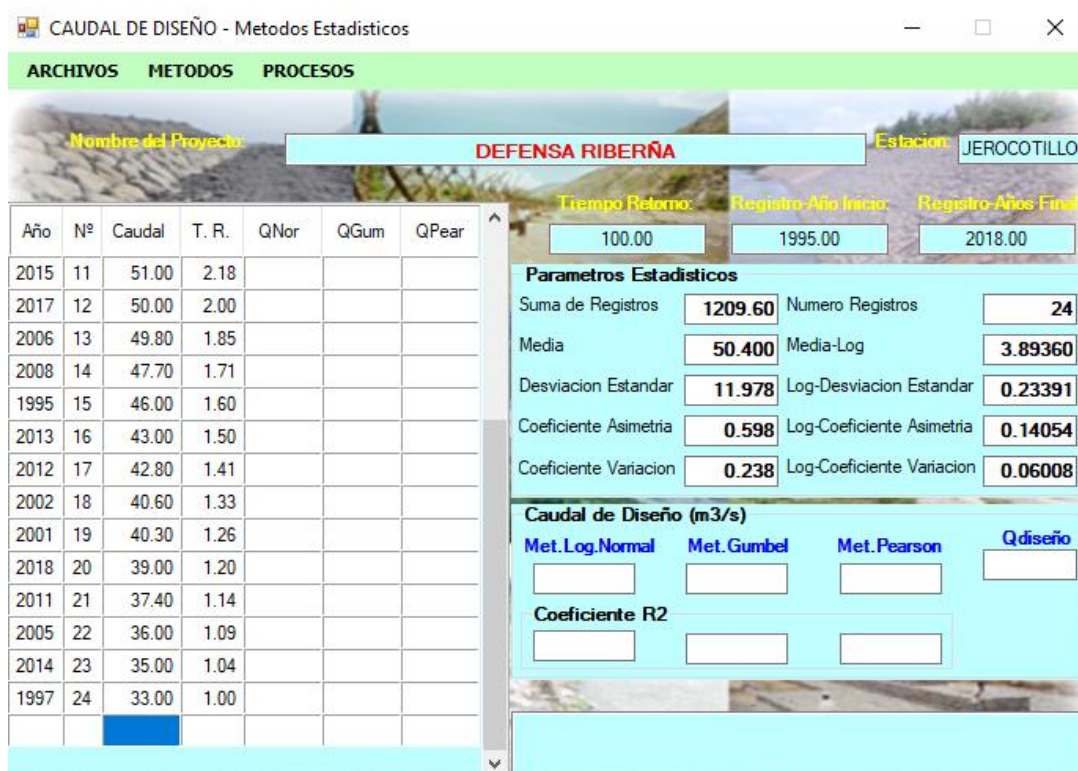 CAUDAL DE DISEÑO - Metodos Estadisticos
ARCHIVOS METODOS PROCESOS
Nombre del Proyecto: DEFENSA RIBERÑA Estacion: JEROCOTILLO
Tiempo Retorno: Registro-Año Inicio: Registro-Años Final
100.00 1995.00 2018.00
Año Nº Caudal T. R. QNor QGum QPear
2015 11 51.00 2.18
2017 12 50.00 2.00
2006 13 49.80 1.85
2008 14 47.70 1.71
1995 15 46.00 1.60
2013 16 43.00 1.50
2012 17 42.80 1.41
2002 18 40.60 1.33
2001 19 40.30 1.26
2018 20 39.00 1.20
2011 21 37.40 1.14
2005 22 36.00 1.09
2014 23 35.00 1.04
1997 24 33.00 1.00
Parametros Estadisticos
Suma de Registros 1209.60 Numero Registros 24
Media 50.400 Media-Log 3.89360
Desviacion Estandar 11.978 Log-Desviacion Estandar 0.23391
Coeficiente Asimetria 0.598 Log-Coeficiente Asimetria 0.14054
Coeficiente Variacion 0.238 Log-Coeficiente Variacion 0.06008
Caudal de Diseño (m3/s)
Met.Log.Normal Met.Gumbel Met.Pearson Qdiseño
Coeficiente R2